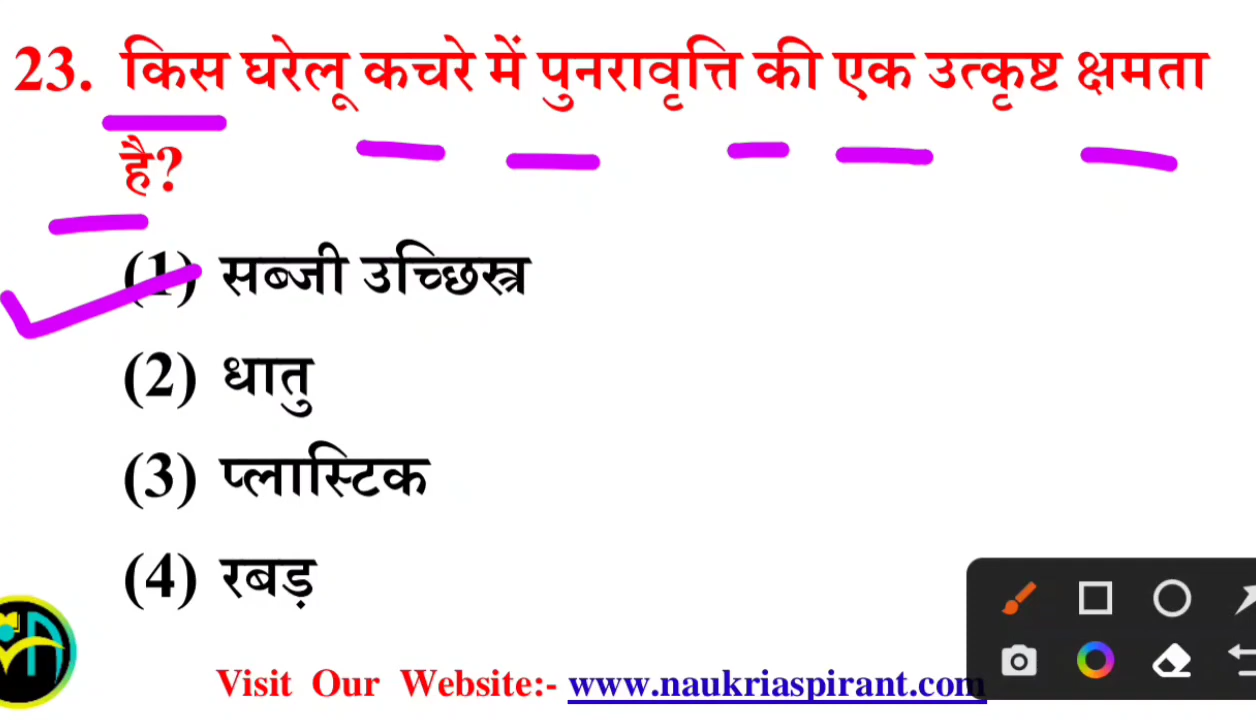 23. किस घरेलू कचरे में पुनरावृत्ति की एक उत्कृष्ट क्षमता
है?
(1) सब्जी उच्छिस्त्र
(2) धातु
(3) प्लास्टिक
(4) रबड़
Visit Our Website:- www.naukriaspirant.com